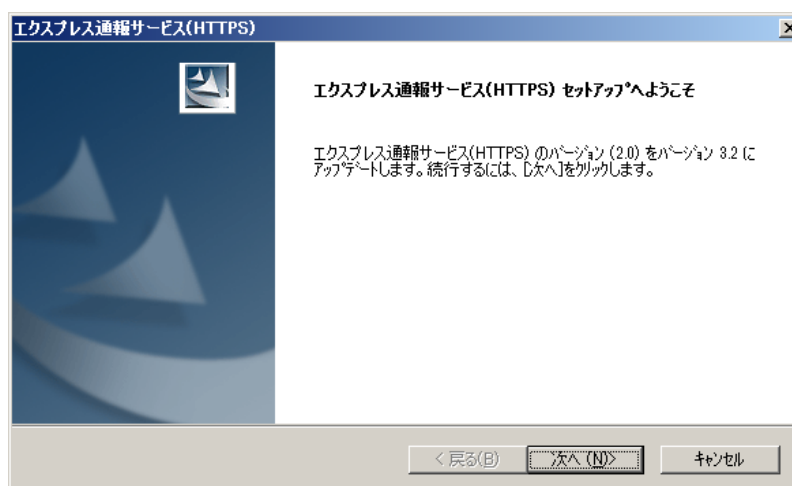 エクスプレス通報サービス(HTTPS)
エクスプレス通報サービス(HTTPS) セットアップへようこそ
エクスプレス通報サービス(HTTPS) のバージョン (2.0) をバージョン 3.2 に
アップデートします。続行するには、[次へ]をクリックします。
< 戻る(B) 次へ (N)> キャンセル